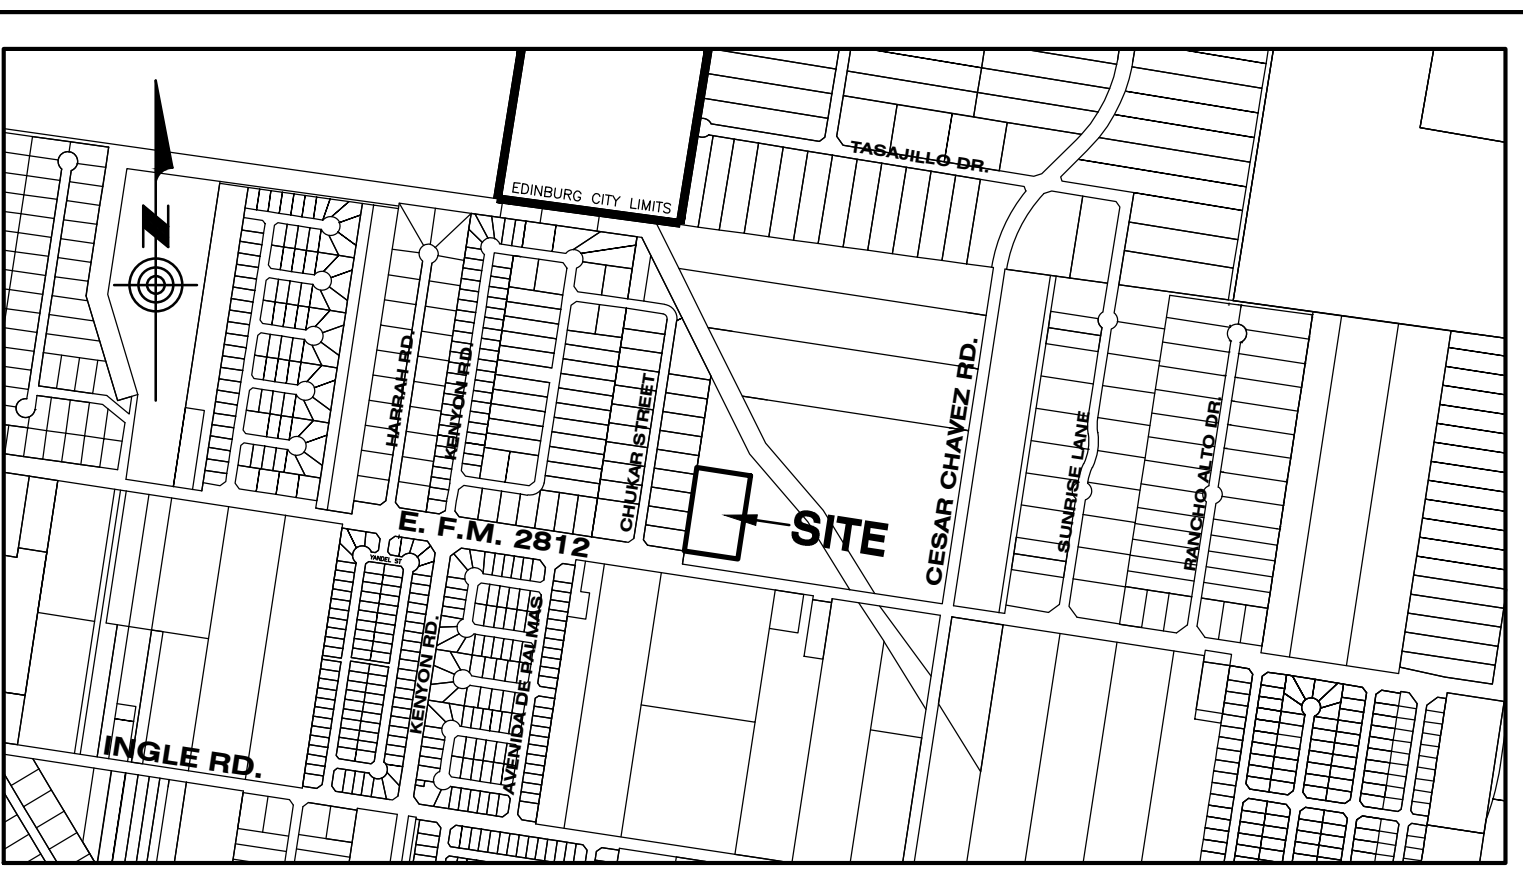 TASAJILLO DR.
EDINBURG CITY LIMITS
N
HARRAH RD.
KENYON RD.
CHUKAR STREET
CESAR CHAVEZ RD.
SUNRISE LANE
RANCHO ALTO DR.
E. F.M. 2812
SITE
YANDEL ST
KENYON RD.
AVENIDA DE PALMAS
INGLE RD.